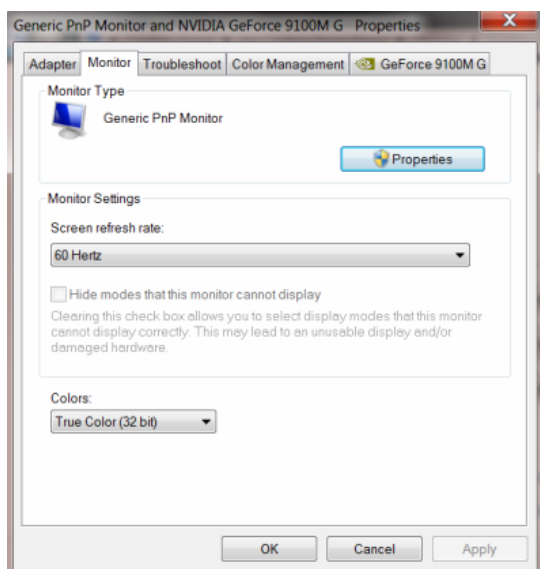 Generic PnP Monitor and NVIDIA GeForce 9100M G Properties
Adapter Monitor Troubleshoot Color Management GeForce 9100M G
Monitor Type
Generic PnP Monitor
Properties
Monitor Settings
Screen refresh rate:
60 Hertz
Hide modes that this monitor cannot display
Clearing this check box allows you to select display modes that this monitor
cannot display correctly. This may lead to an unusable display and/or
damaged hardware.
Colors:
True Color (32 bit)
OK Cancel Apply